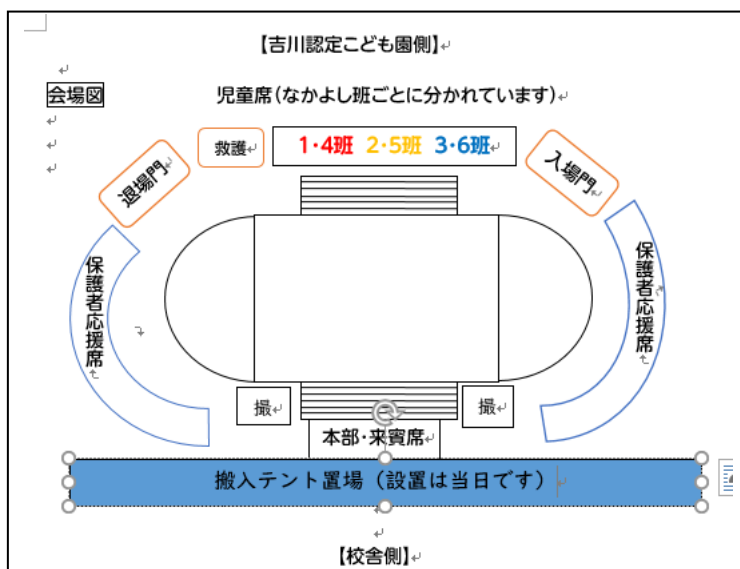 【吉川認定こども園側】
会場図
児童席(なかよし班ごとに分かれています)
救護
1・4班 2・5班 3・6班
退場門
入場門
保護者応援席
保護者応援席
撮
撮
本部・来賓席
搬入テント置場（設置は当日です）
【校舎側】